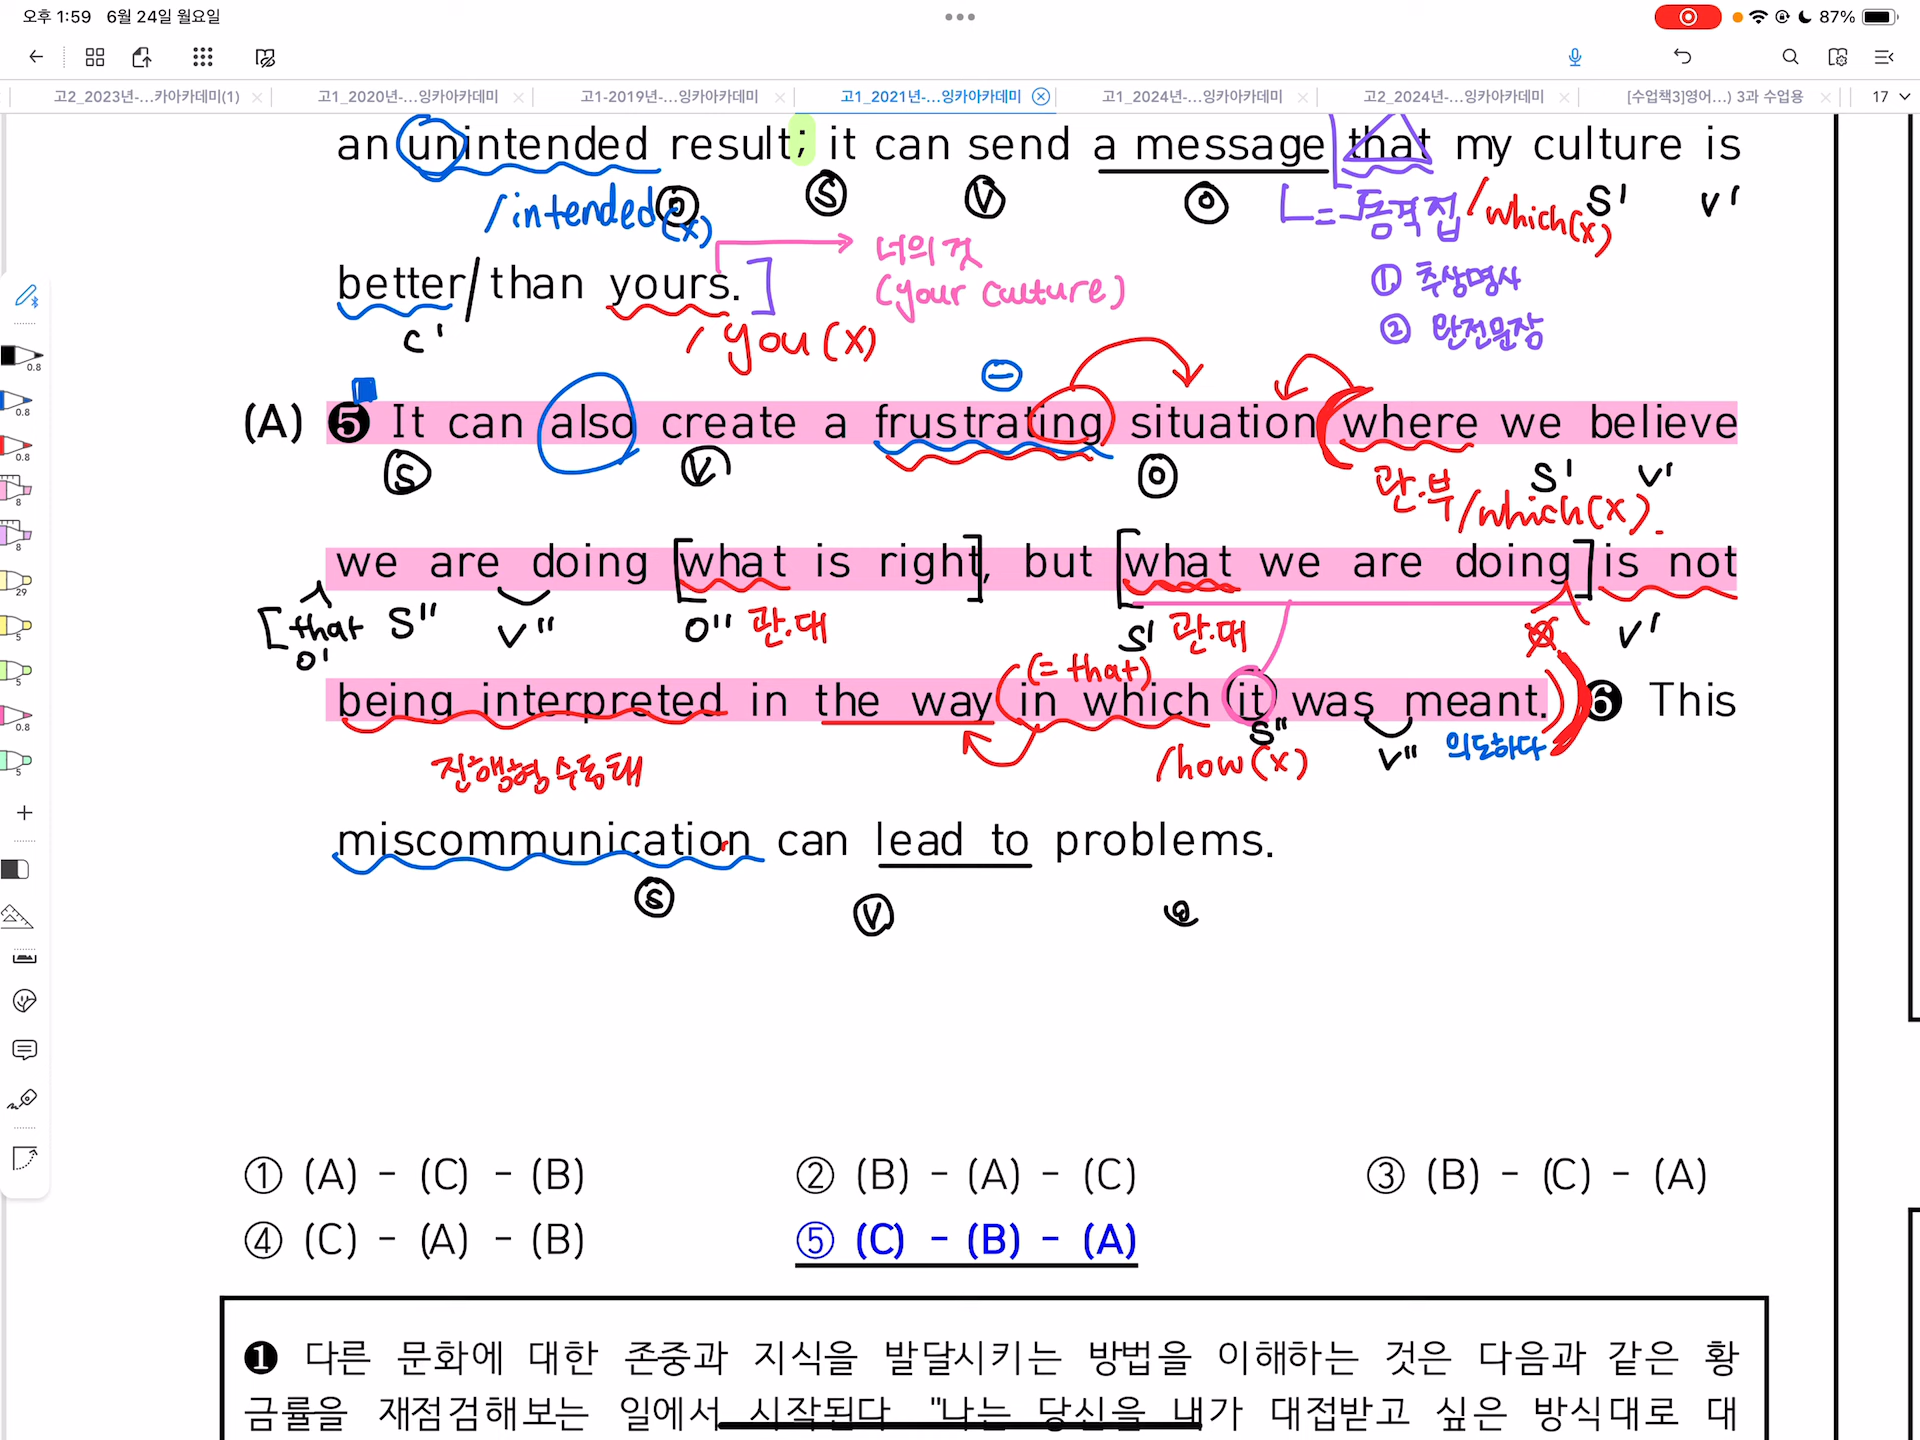 오후 1:59 6월 24일 월요일
87%
고2_2023년-...카아카데미(1)
고1_2020년-...잉카아카데미
고1-2019년-...잉카아카데미
고1_2021년-...잉카아카데미
고1_2024년-...잉카아카데미
고2_2024년-...잉카아카데미
[수업책3]영어...) 3과 수업용
17
an unintended result; it can send a message that my culture is
/intended(x) O S V O = 동격접 /which(x) S' V'
너의 것
better / than yours.]
(your culture)
① 추상명사
C' / you (x)
② 완전문장
(A) ❺ It can also create a frustrating situation (where we believe
S V O 관.부 /which(x). S' V'
we are doing [what is right], but [what we are doing] is not
[that O' S" V" O" 관.대 S' 관.대 V'
(= that)
being interpreted in the way (in which it was meant.)) ❻ This
진행형 수동태 /how(x) S" V" 의도하다
miscommunication can lead to problems.
S V O
① (A) - (C) - (B) ② (B) - (A) - (C) ③ (B) - (C) - (A)
④ (C) - (A) - (B) ⑤ (C) - (B) - (A)
❶ 다른 문화에 대한 존중과 지식을 발달시키는 방법을 이해하는 것은 다음과 같은 황
금률을 재점검해보는 일에서 시작된다 "나는 당신을 내가 대접받고 싶은 방식대로 대
0.8
0.8
0.8
8
8
29
5
5
0.8
5